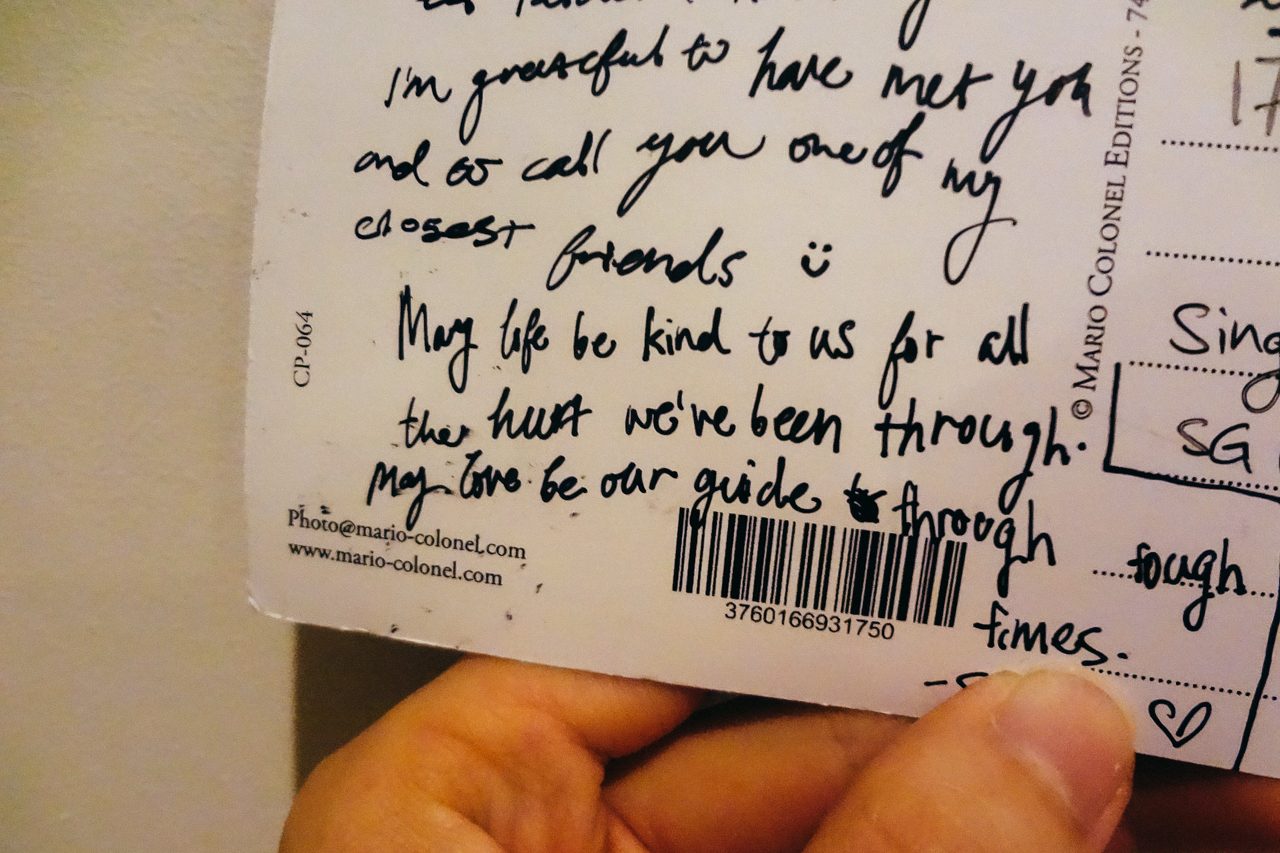 I'm grateful to have met you
and to call you one of my
closest friends
May life be kind to us for all
the hurt we've been through.
May love be our guide through tough
times.
CP-064
Photo@mario-colonel.com
www.mario-colonel.com
3760166931750
© MARIO COLONEL EDITIONS - 74
17
Sing
SG